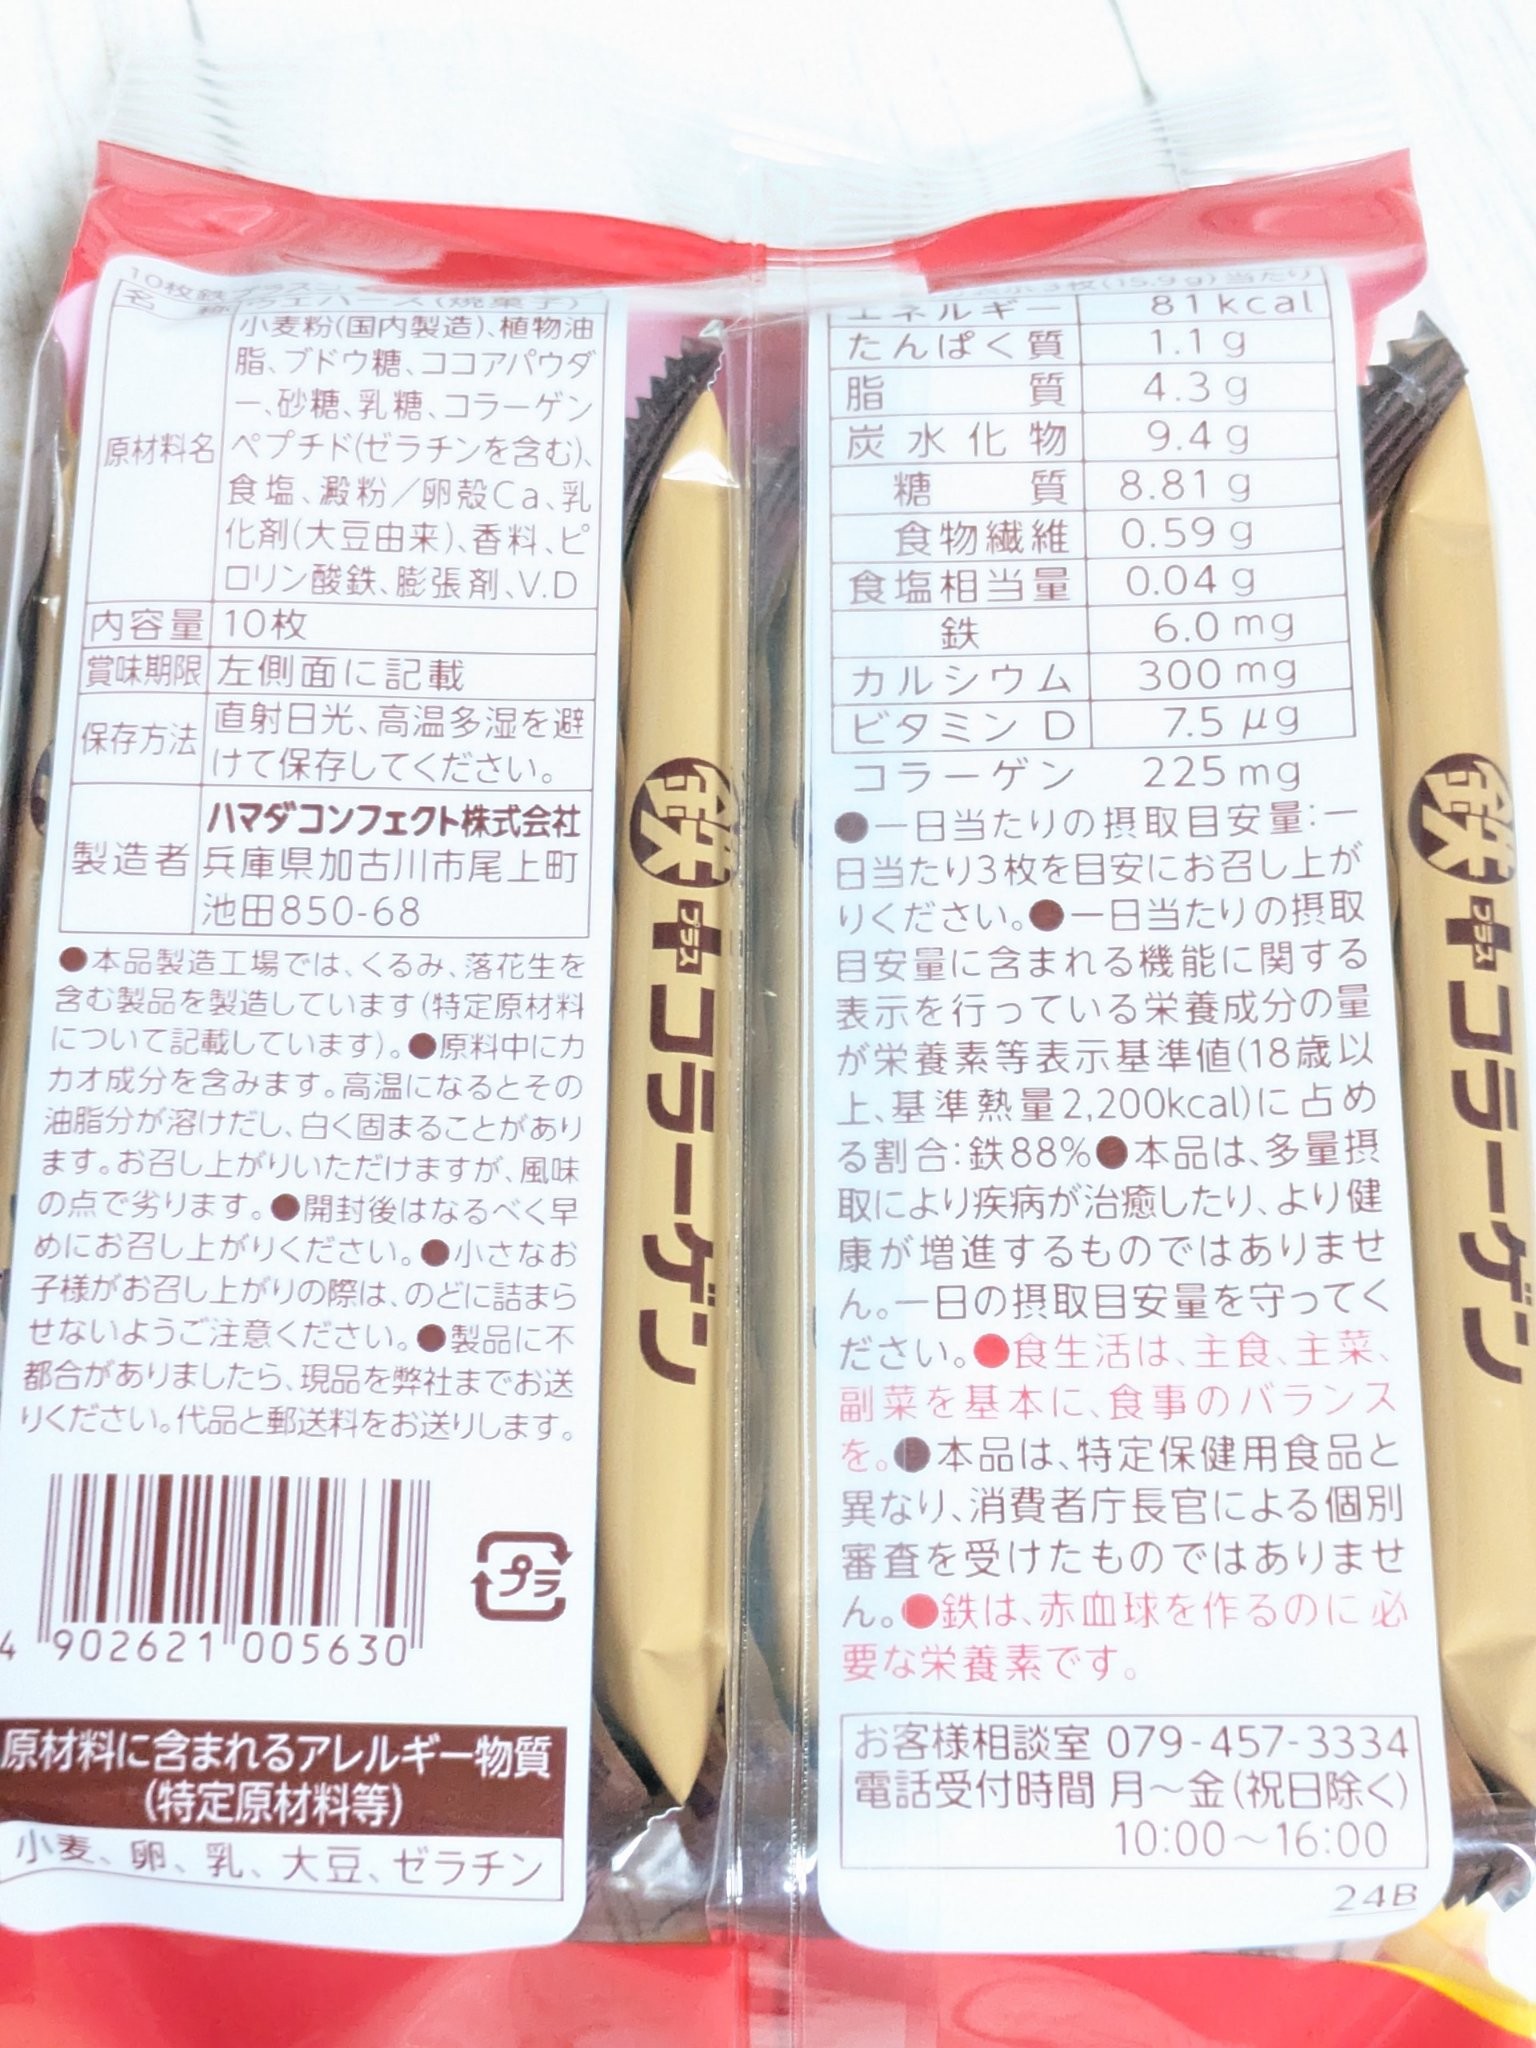 10枚鉄プラスコ
名称
ウエハース(焼菓子)
原材料名
小麦粉(国内製造)、植物油
脂、ブドウ糖、ココアパウダ
ー、砂糖、乳糖、コラーゲン
ペプチド(ゼラチンを含む)、
食塩、澱粉/卵殻Ca、乳
化剤(大豆由来)、香料、ピ
ロリン酸鉄、膨張剤、V.D
内容量 10枚
賞味期限 左側面に記載
保存方法
直射日光、高温多湿を避
けて保存してください。
製造者
ハマダコンフェクト株式会社
兵庫県加古川市尾上町
池田850-68
●本品製造工場では、くるみ、落花生を
含む製品を製造しています(特定原材料
について記載しています)。●原料中にカ
カオ成分を含みます。高温になるとその
油脂分が溶けだし、白く固まることがあり
ます。お召し上がりいただけますが、風味
の点で劣ります。●開封後はなるべく早
めにお召し上がりください。●小さなお
子様がお召し上がりの際は、のどに詰まら
せないようご注意ください。●製品に不
都合がありましたら、現品を弊社までお送
りください。代品と郵送料をお送りします。
プラ
4 902621 005630
原材料に含まれるアレルギー物質
(特定原材料等)
小麦、卵、乳、大豆、ゼラチン
鉄プラスコラーゲン
3枚(15.9g)当たり
エネルギー 81kcal
たんぱく質 1.1g
脂質 4.3g
炭水化物 9.4g
糖質 8.81g
食物繊維 0.59g
食塩相当量 0.04g
鉄 6.0mg
カルシウム 300mg
ビタミンD 7.5μg
コラーゲン 225mg
●一日当たりの摂取目安量:一
日当たり3枚を目安にお召し上が
りください。●一日当たりの摂取
目安量に含まれる機能に関する
表示を行っている栄養成分の量
が栄養素等表示基準値(18歳以
上、基準熱量2,200kcal)に占め
る割合:鉄88%●本品は、多量摂
取により疾病が治癒したり、より健
康が増進するものではありませ
ん。一日の摂取目安量を守ってく
ださい。●食生活は、主食、主菜、
副菜を基本に、食事のバランス
を。●本品は、特定保健用食品と
異なり、消費者庁長官による個別
審査を受けたものではありませ
ん。●鉄は、赤血球を作るのに必
要な栄養素です。
お客様相談室 079-457-3334
電話受付時間 月～金(祝日除く)
10:00～16:00
24B
鉄プラスコラーゲン